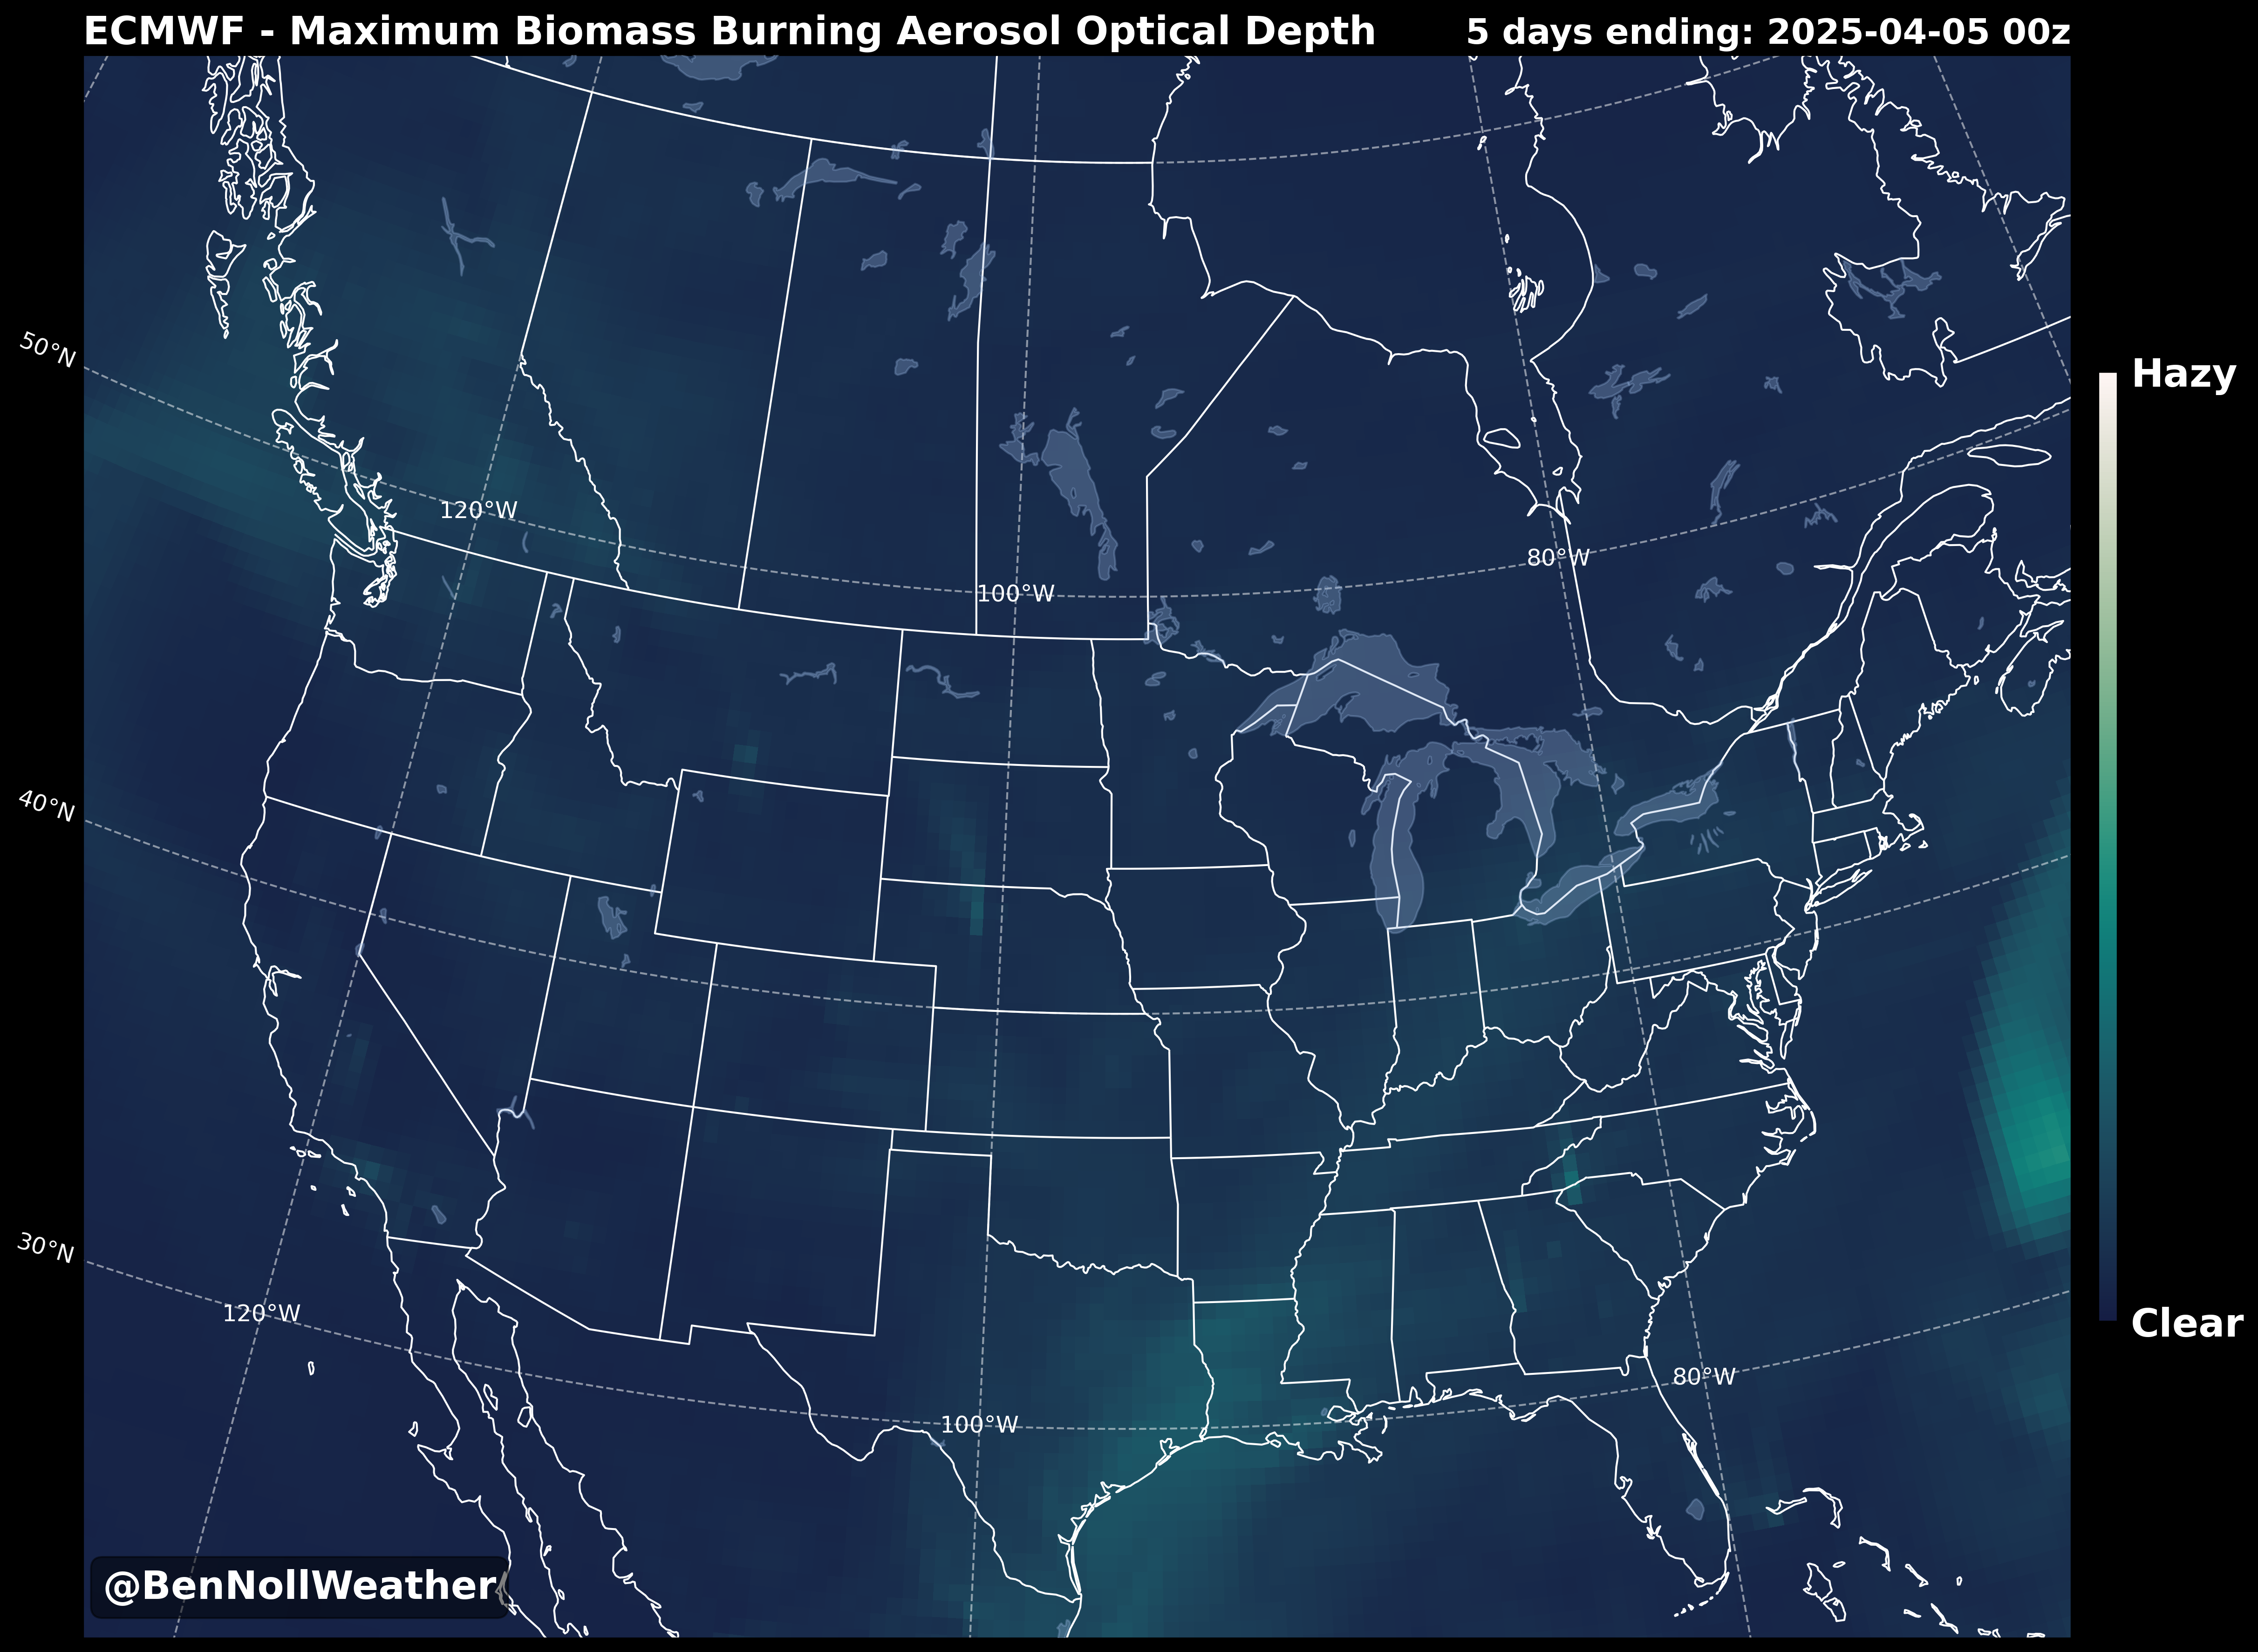 ECMWF - Maximum Biomass Burning Aerosol Optical Depth
5 days ending: 2025-04-05 00z
50°N
Hazy
120°W
80°W
100°W
40°N
30°N
120°W
Clear
80°W
100°W
@BenNollWeather